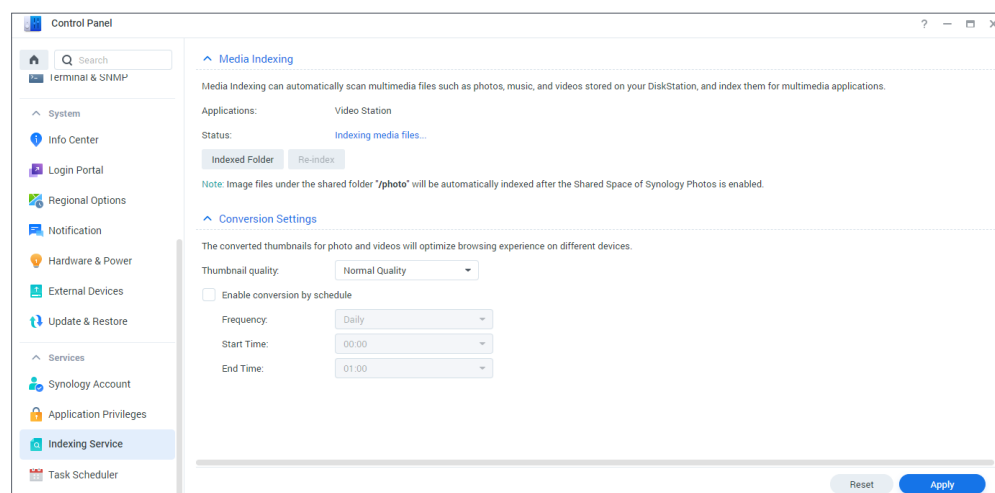 Control Panel
Search
Terminal & SNMP
System
Info Center
Login Portal
Regional Options
Notification
Hardware & Power
External Devices
Update & Restore
Services
Synology Account
Application Privileges
Indexing Service
Task Scheduler
Media Indexing
Media Indexing can automatically scan multimedia files such as photos, music, and videos stored on your DiskStation, and index them for multimedia applications.
Applications: Video Station
Status: Indexing media files...
Indexed Folder Re-index
Note: Image files under the shared folder "/photo" will be automatically indexed after the Shared Space of Synology Photos is enabled.
Conversion Settings
The converted thumbnails for photo and videos will optimize browsing experience on different devices.
Thumbnail quality: Normal Quality
Enable conversion by schedule
Frequency: Daily
Start Time: 00:00
End Time: 01:00
Reset Apply